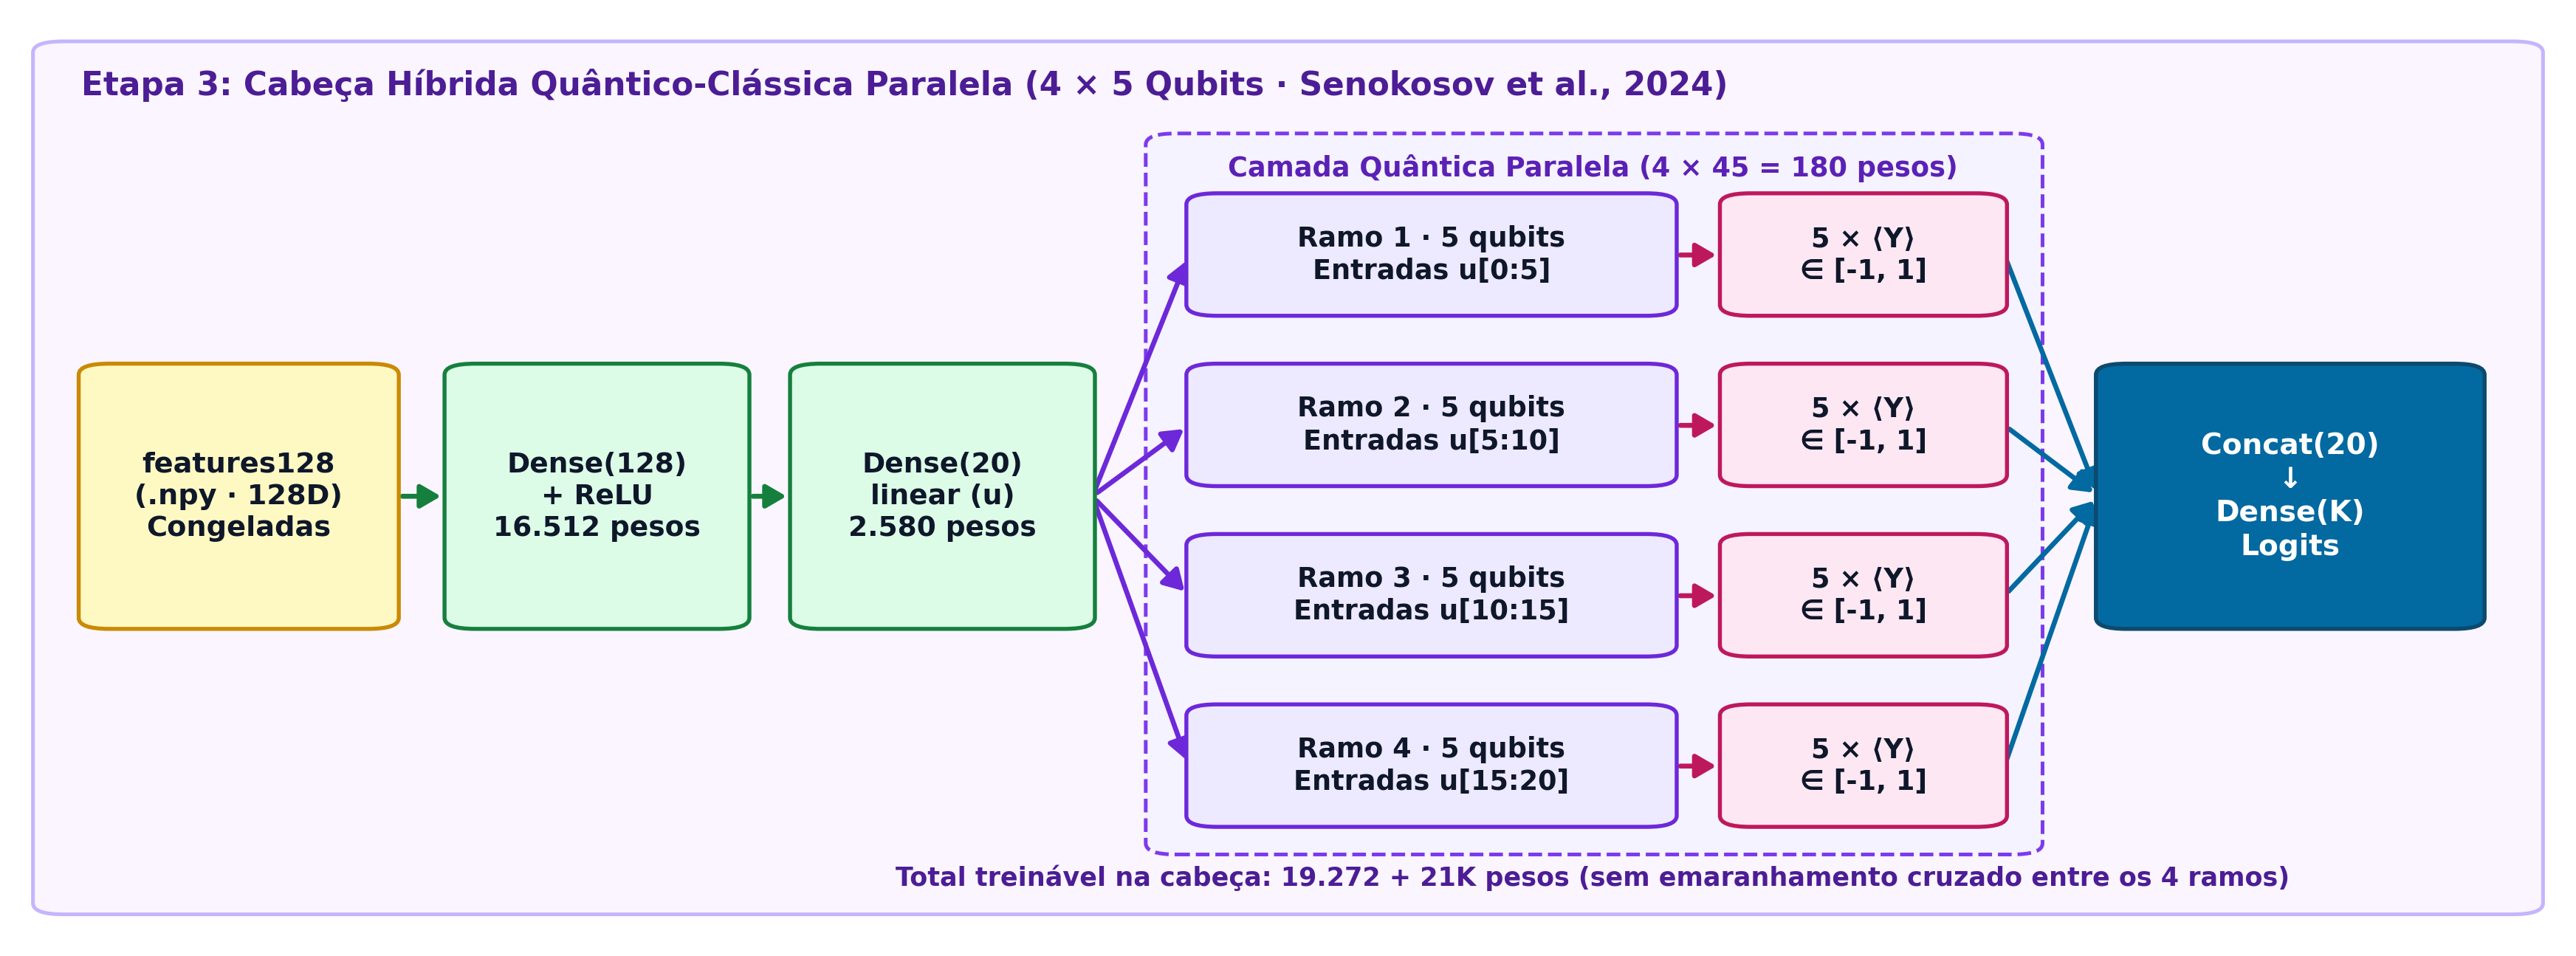 Etapa 3: Cabeça Híbrida Quântico-Clássica Paralela (4 × 5 Qubits · Senokosov et al., 2024)
features128
(.npy · 128D)
Congeladas
Dense(128)
+ ReLU
16.512 pesos
Dense(20)
linear (u)
2.580 pesos
Camada Quântica Paralela (4 × 45 = 180 pesos)
Ramo 1 · 5 qubits
Entradas u[0:5]
5 × ⟨Y⟩
∈ [-1, 1]
Ramo 2 · 5 qubits
Entradas u[5:10]
5 × ⟨Y⟩
∈ [-1, 1]
Ramo 3 · 5 qubits
Entradas u[10:15]
5 × ⟨Y⟩
∈ [-1, 1]
Ramo 4 · 5 qubits
Entradas u[15:20]
5 × ⟨Y⟩
∈ [-1, 1]
Concat(20)
↓
Dense(K)
Logits
Total treinável na cabeça: 19.272 + 21K pesos (sem emaranhamento cruzado entre os 4 ramos)